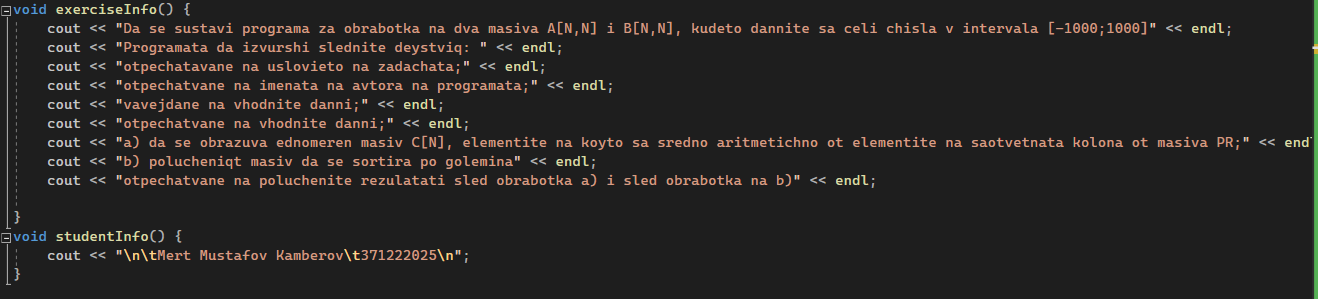 void exerciseInfo() {
cout << "Da se sustavi programa za obrabotka na dva masiva A[N,N] i B[N,N], kudeto dannite sa celi chisla v intervala [-1000;1000]" << endl;
cout << "Programata da izvurshi slednite deystviq: " << endl;
cout << "otpechatavane na uslovieto na zadachata;" << endl;
cout << "otpechatvane na imenata na avtora na programata;" << endl;
cout << "vavejdane na vhodnite danni;" << endl;
cout << "otpechatvane na vhodnite danni;" << endl;
cout << "a) da se obrazuva ednomeren masiv C[N], elementite na koyto sa sredno aritmetichno ot elementite na saotvetnata kolona ot masiva PR;" << endl
cout << "b) polucheniqt masiv da se sortira po golemina" << endl;
cout << "otpechatvane na poluchenite rezulatati sled obrabotka a) i sled obrabotka na b)" << endl;
}
void studentInfo() {
cout << "\n\tMert Mustafov Kamberov\t371222025\n";
}